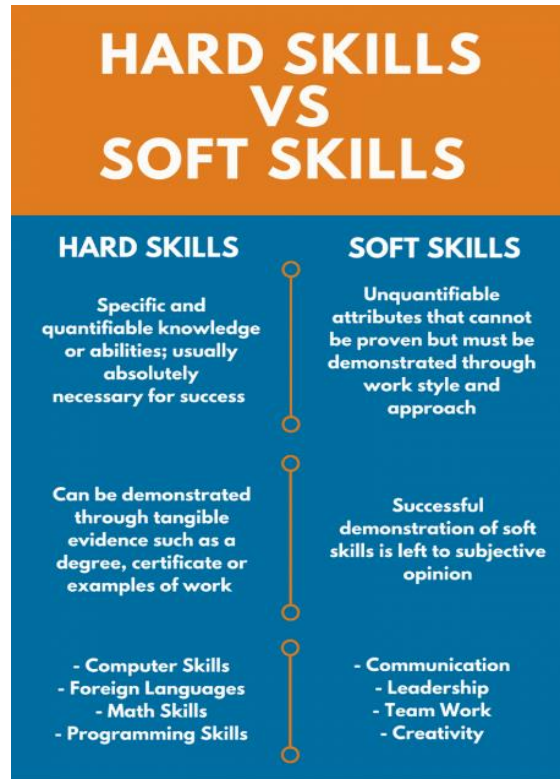 HARD SKILLS
VS
SOFT SKILLS
HARD SKILLS
Specific and
quantifiable knowledge
or abilities; usually
absolutely
necessary for success
SOFT SKILLS
Unquantifiable
attributes that cannot
be proven but must be
demonstrated through
work style and
approach
Can be demonstrated
through tangible
evidence such as a
degree, certificate or
examples of work
Successful
demonstration of soft
skills is left to subjective
opinion
- Computer Skills
- Foreign Languages
- Math Skills
- Programming Skills
- Communication
- Leadership
- Team Work
- Creativity